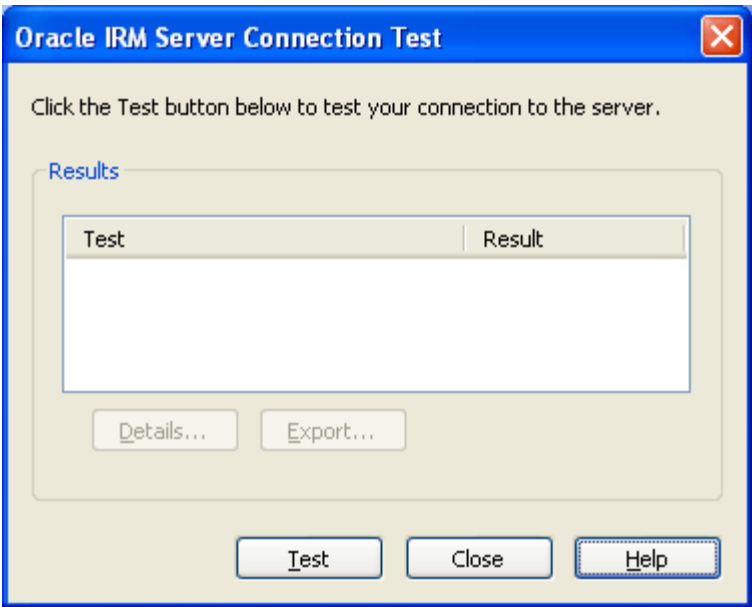 Oracle IRM Server Connection Test
Click the Test button below to test your connection to the server.
Results
Test Result
Details... Export...
Test Close Help